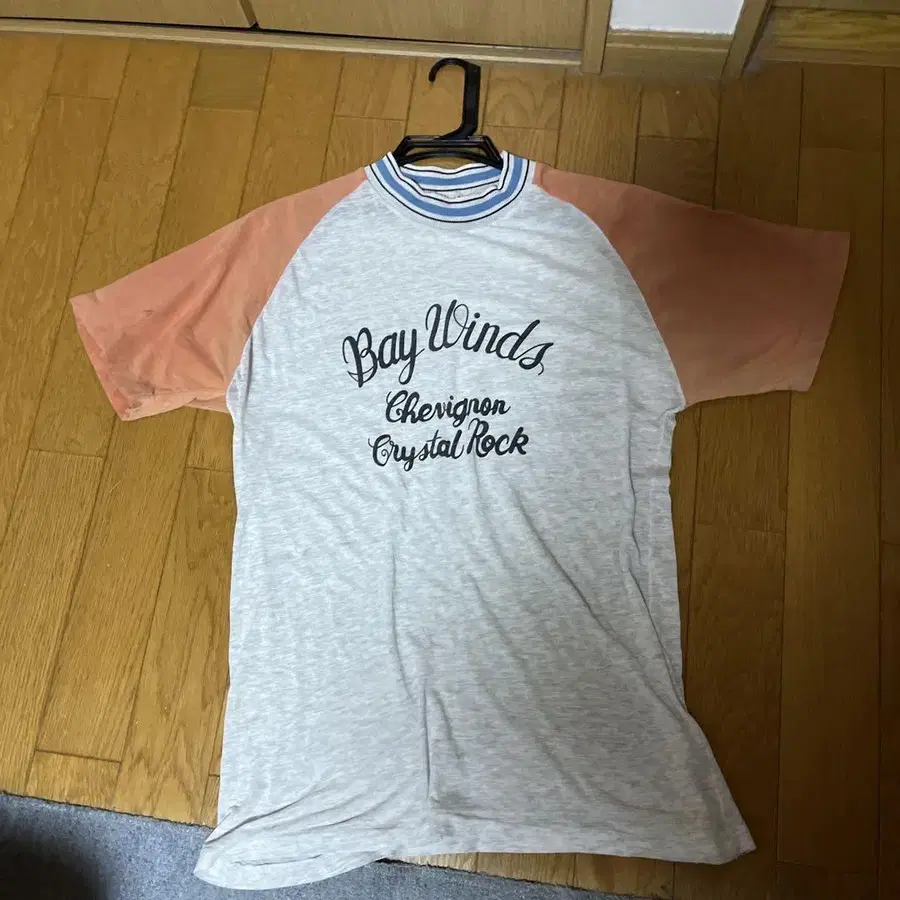 Bay Winds
Chevignon
Crystal Rock